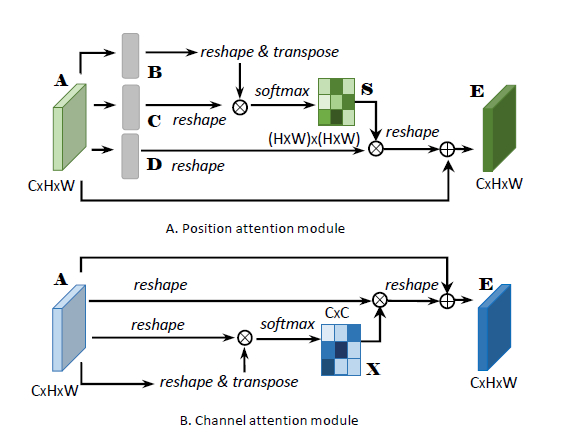 reshape & transpose
A
B
softmax
S
E
C
reshape
(HxW)x(HxW)
reshape
D
reshape
CxHxW
CxHxW
A. Position attention module
A
reshape
reshape
E
CxC
reshape
softmax
X
CxHxW
reshape & transpose
CxHxW
B. Channel attention module